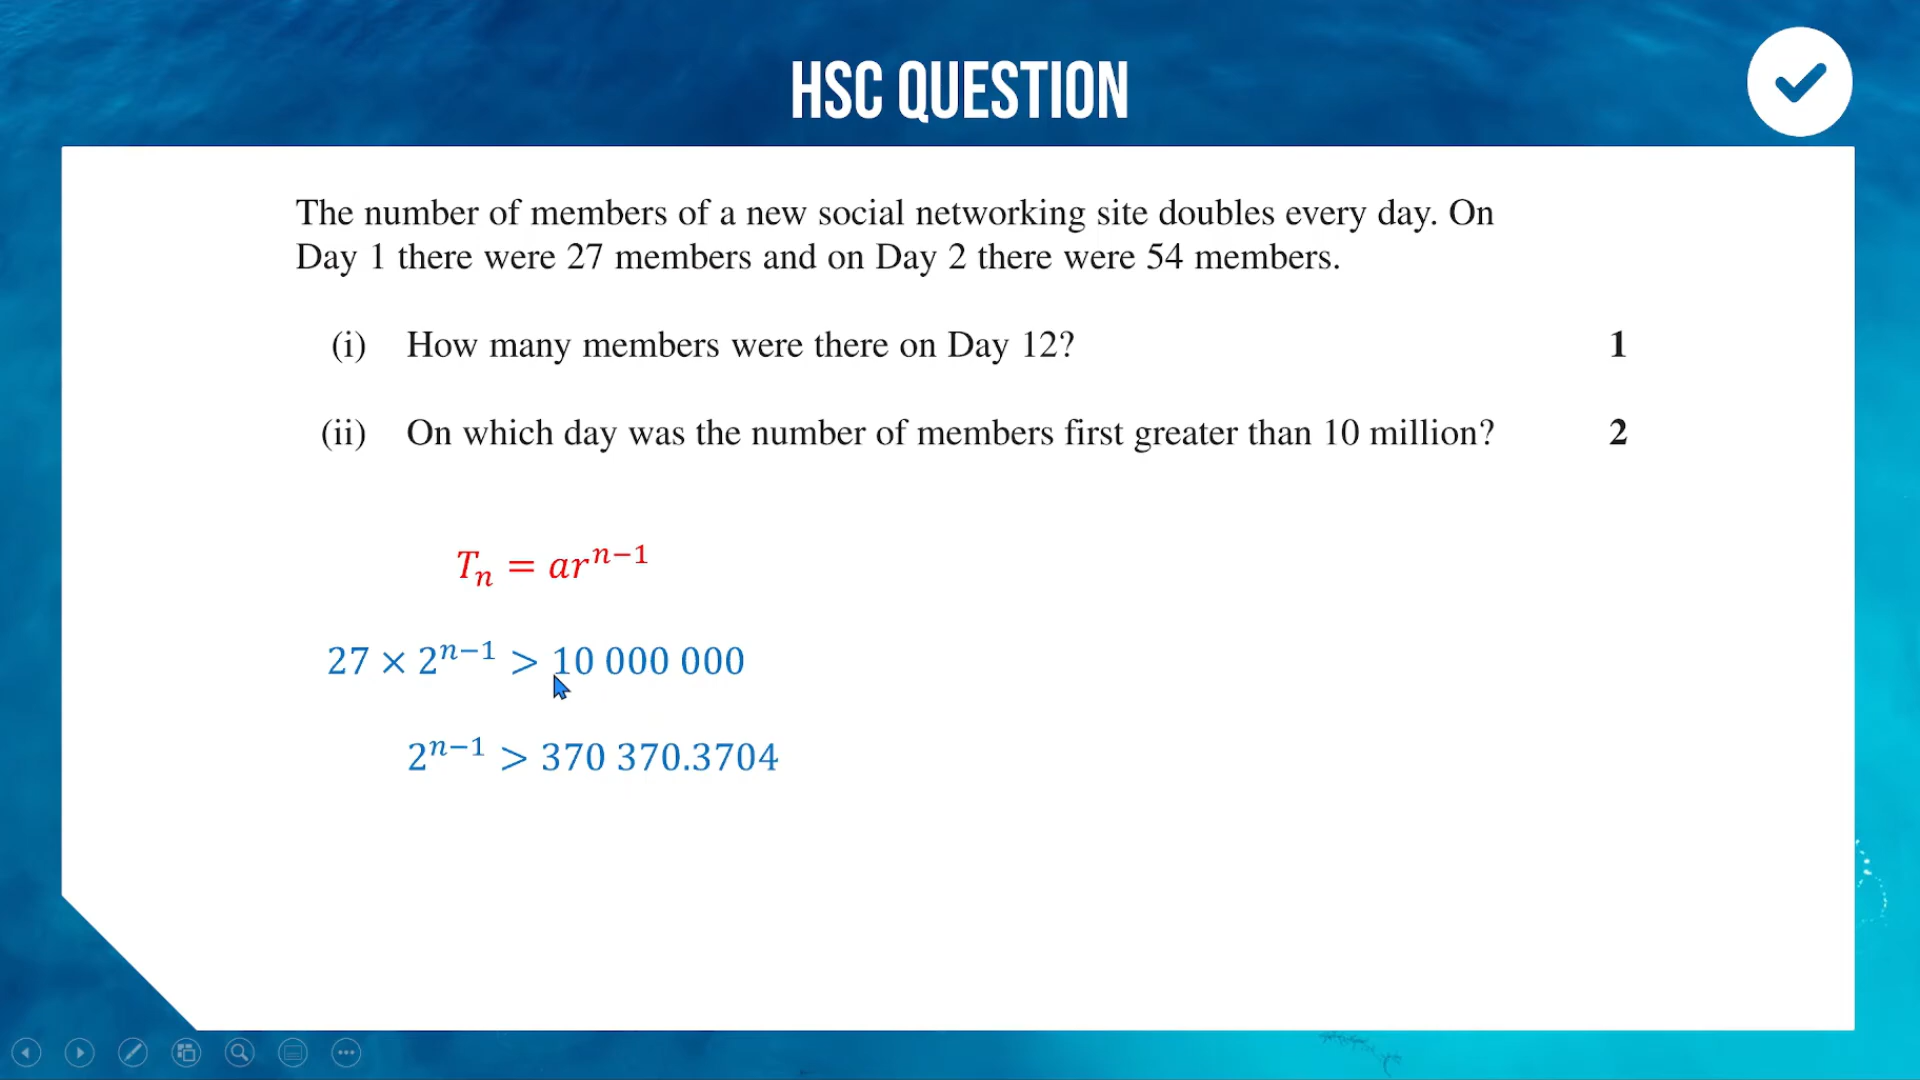 HSC QUESTION
The number of members of a new social networking site doubles every day. On
Day 1 there were 27 members and on Day 2 there were 54 members.
(i) How many members were there on Day 12? 1
(ii) On which day was the number of members first greater than 10 million? 2
Tₙ = arⁿ⁻¹
27 × 2ⁿ⁻¹ > 10 000 000
2ⁿ⁻¹ > 370 370.3704